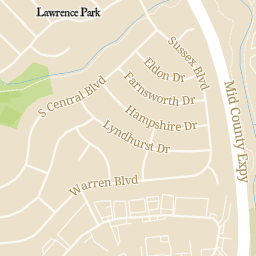 Lawrence Park
Sussex Blvd
Eldon Dr
Farnsworth Dr
S Central Blvd
Hampshire Dr
Lyndhurst Dr
Mid County Expy
Warren Blvd